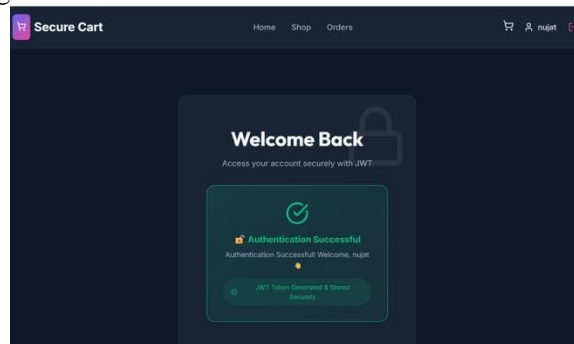 Secure Cart
Home Shop Orders
nujat
Welcome Back
Access your account securely with JWT
🔓 Authentication Successful
Authentication Successful! Welcome, nujat
👋
JWT Token Generated & Stored
Securely